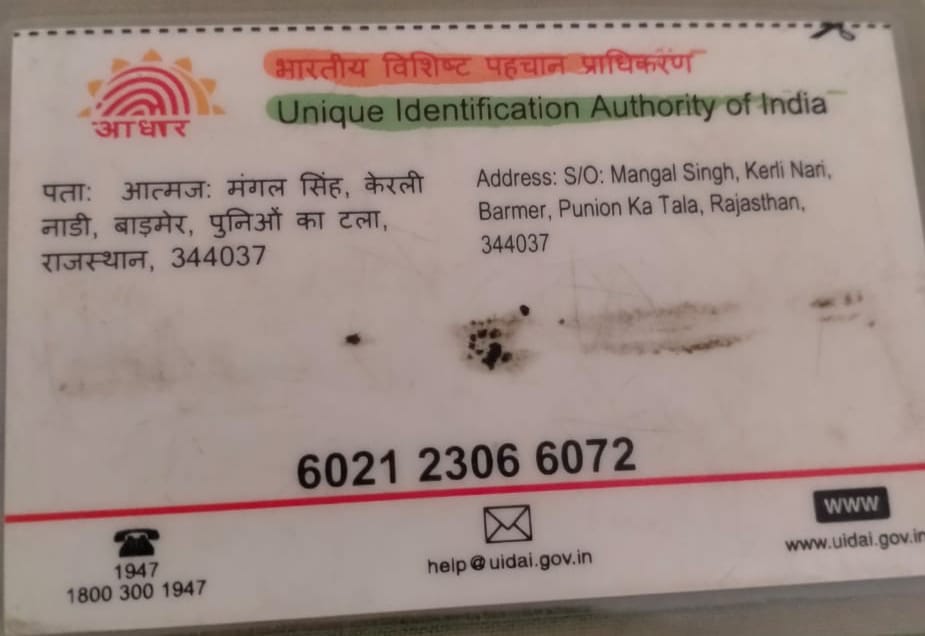 भारतीय विशिष्ट पहचान प्राधिकरण
Unique Identification Authority of India
आधार
पता: आत्मज: मंगल सिंह, केरली
नाडी, बाड़मेर, पुनिओं का टला,
राजस्थान, 344037
Address: S/O: Mangal Singh, Kerli Nari,
Barmer, Punion Ka Tala, Rajasthan,
344037
6021 2306 6072
1947
1800 300 1947
help@uidai.gov.in
WWW
www.uidai.gov.in